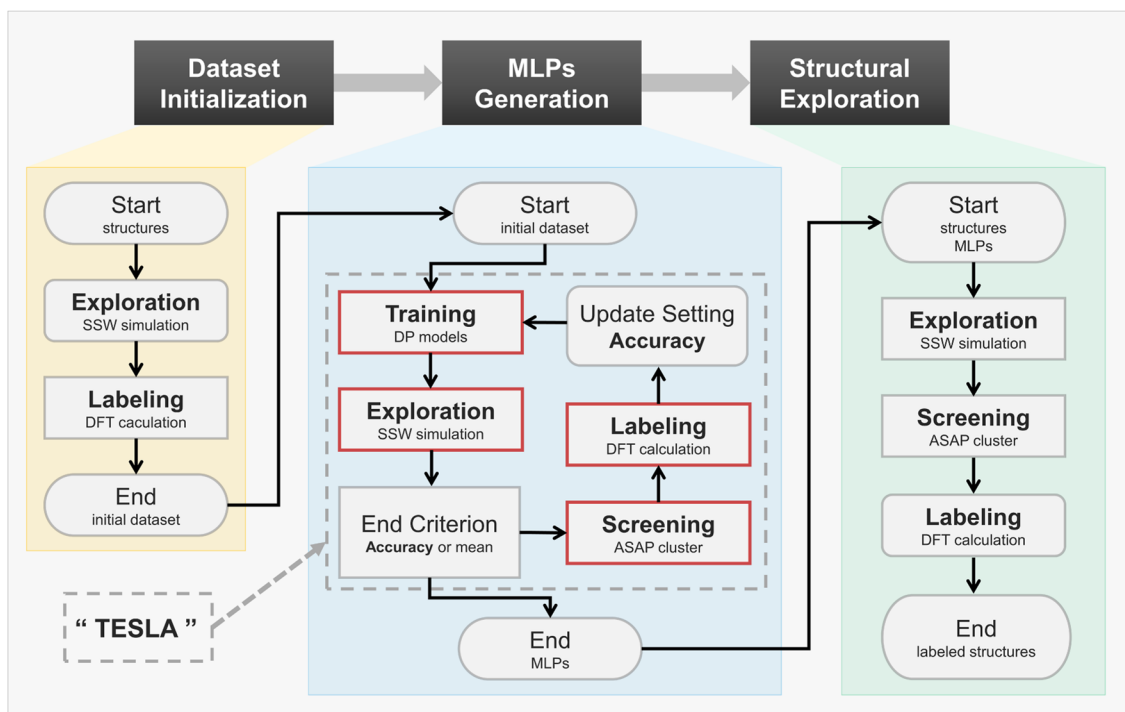 Dataset
Initialization
MLPs
Generation
Structural
Exploration
Start
structures
Exploration
SSW simulation
Labeling
DFT caculation
End
initial dataset
“ TESLA ”
Start
initial dataset
Training
DP models
Exploration
SSW simulation
End Criterion
Accuracy or mean
Screening
ASAP cluster
Labeling
DFT calculation
Update Setting
Accuracy
End
MLPs
Start
structures
MLPs
Exploration
SSW simulation
Screening
ASAP cluster
Labeling
DFT calculation
End
labeled structures